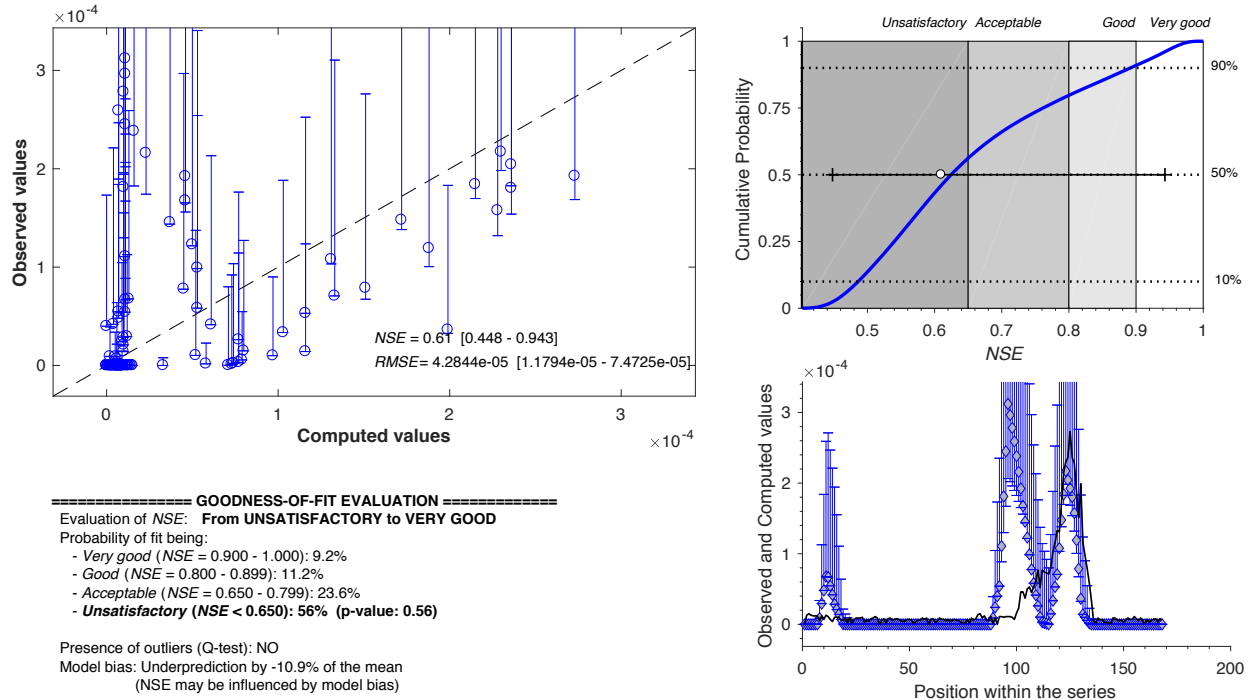 ×10⁻⁴
3
2
1
0
Observed values
0
1
2
3
×10⁻⁴
Computed values
NSE = 0.61 [0.448 - 0.943]
RMSE= 4.2844e-05 [1.1794e-05 - 7.4725e-05]
Unsatisfactory Acceptable Good Very good
1
0.75
0.5
0.25
0
Cumulative Probability
90%
50%
10%
0.5
0.6
0.7
0.8
0.9
1
NSE
×10⁻⁴
4
3
2
1
0
Observed and Computed values
0
50
100
150
200
Position within the series
================ GOODNESS-OF-FIT EVALUATION =============
Evaluation of NSE: From UNSATISFACTORY to VERY GOOD
Probability of fit being:
- Very good (NSE = 0.900 - 1.000): 9.2%
- Good (NSE = 0.800 - 0.899): 11.2%
- Acceptable (NSE = 0.650 - 0.799): 23.6%
- Unsatisfactory (NSE < 0.650): 56% (p-value: 0.56)
Presence of outliers (Q-test): NO
Model bias: Underprediction by -10.9% of the mean
(NSE may be influenced by model bias)